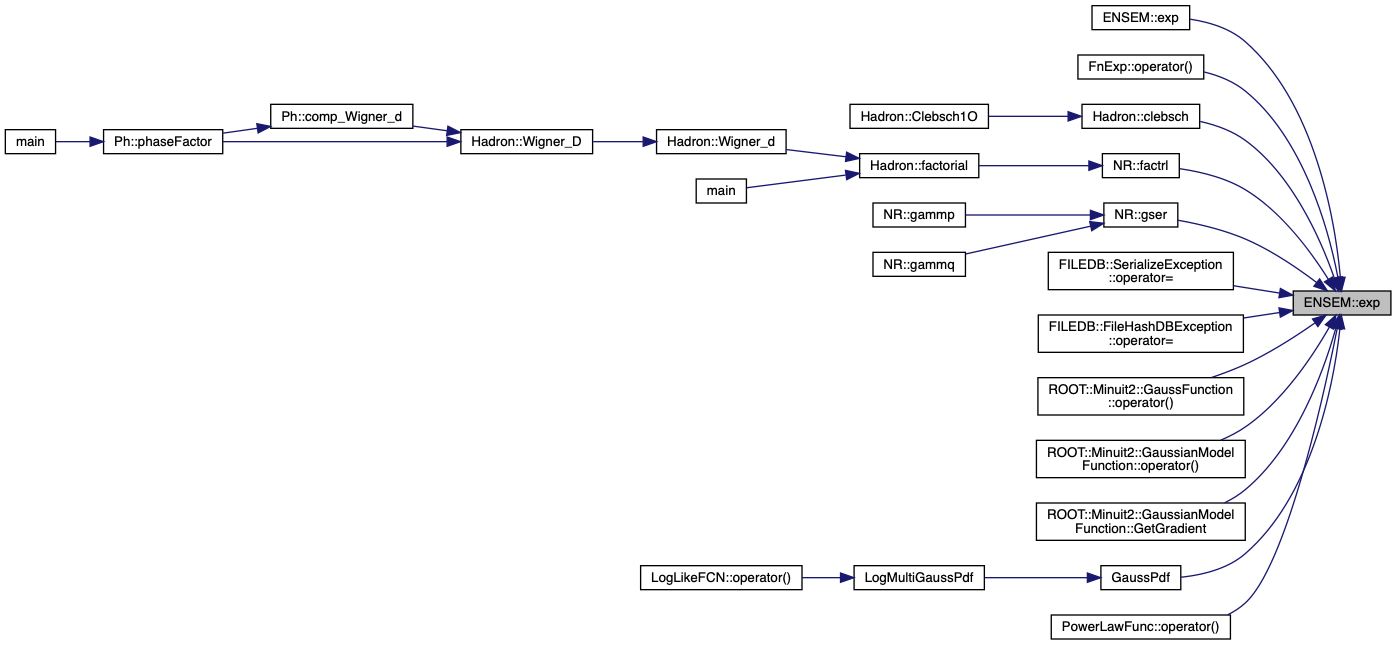 ENSEM::exp
FnExp::operator()
Ph::comp_Wigner_d
Hadron::Clebsch1O
Hadron::clebsch
main
Ph::phaseFactor
Hadron::Wigner_D
Hadron::Wigner_d
Hadron::factorial
NR::factrl
main
NR::gammp
NR::gser
NR::gammq
FILEDB::SerializeException
::operator=
ENSEM::exp
FILEDB::FileHashDBException
::operator=
ROOT::Minuit2::GaussFunction
::operator()
ROOT::Minuit2::GaussianModel
Function::operator()
ROOT::Minuit2::GaussianModel
Function::GetGradient
LogLikeFCN::operator()
LogMultiGaussPdf
GaussPdf
PowerLawFunc::operator()